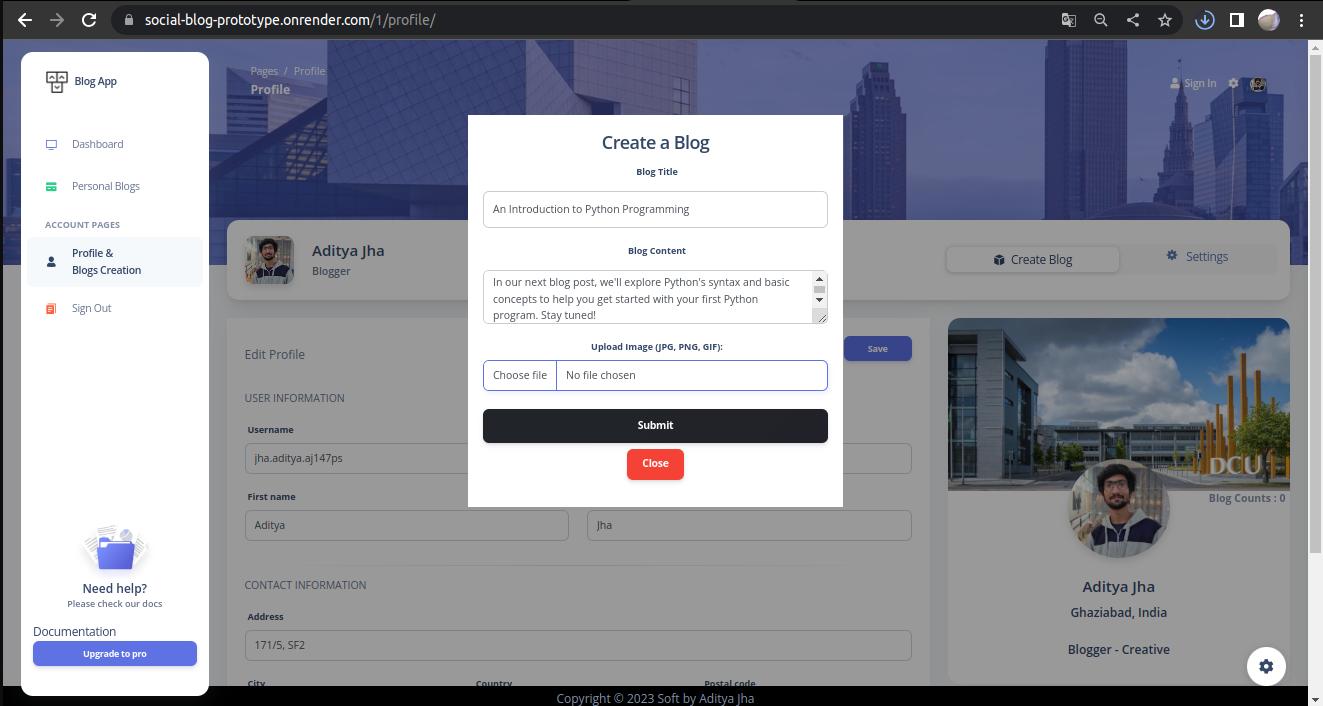 social-blog-prototype.onrender.com/1/profile/
Blog App
Dashboard
Personal Blogs
ACCOUNT PAGES
Profile &
Blogs Creation
Sign Out
Need help?
Please check our docs
Documentation
Upgrade to pro
Pages / Profile
Profile
Sign In
Aditya Jha
Blogger
Create Blog
Settings
Create a Blog
Blog Title
An Introduction to Python Programming
Blog Content
In our next blog post, we'll explore Python's syntax and basic
concepts to help you get started with your first Python
program. Stay tuned!
Upload Image (JPG, PNG, GIF):
Choose file No file chosen
Submit
Close
Edit Profile
Save
USER INFORMATION
Username
jha.aditya.aj147ps
First name
Aditya
Jha
CONTACT INFORMATION
Address
171/5, SF2
City Country Postal code
DCU
Blog Counts : 0
Aditya Jha
Ghaziabad, India
Blogger - Creative
Copyright © 2023 Soft by Aditya Jha